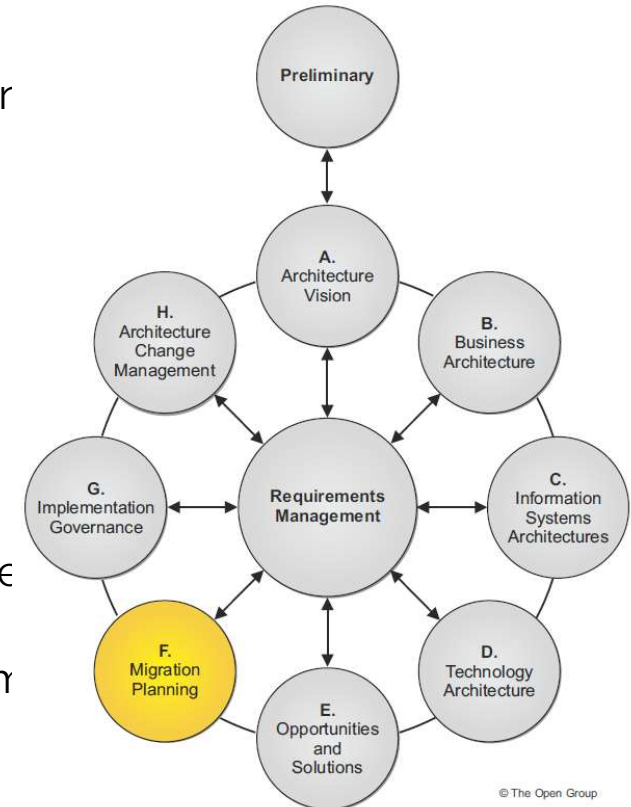 Preliminary
A.
Architecture
Vision
B.
Business
Architecture
C.
Information
Systems
Architectures
D.
Technology
Architecture
E.
Opportunities
and
Solutions
F.
Migration
Planning
G.
Implementation
Governance
H.
Architecture
Change
Management
Requirements
Management
© The Open Group